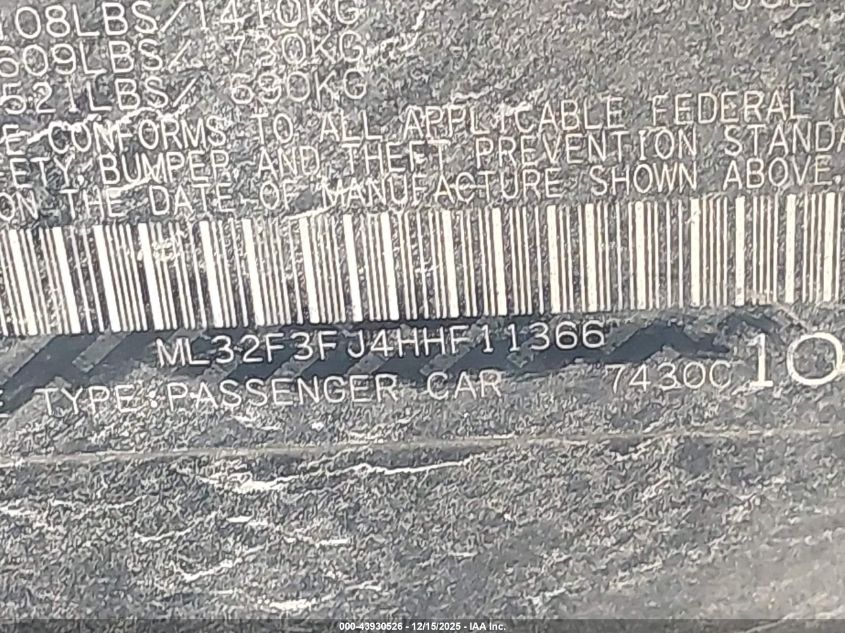 108LBS/1410KG
609LBS/ 730KG
521LBS/ 690KG
E CONFORMS TO ALL APPLICABLE FEDERAL M
ETY, BUMPER, AND THEFT PREVENTION STANDA
ON THE DATE OF MANUFACTURE SHOWN ABOVE.
ML32F3FJ4HHF11366
E TYPE:PASSENGER CAR 7430C 10
000-43930526 - 12/15/2025 - IAA Inc.